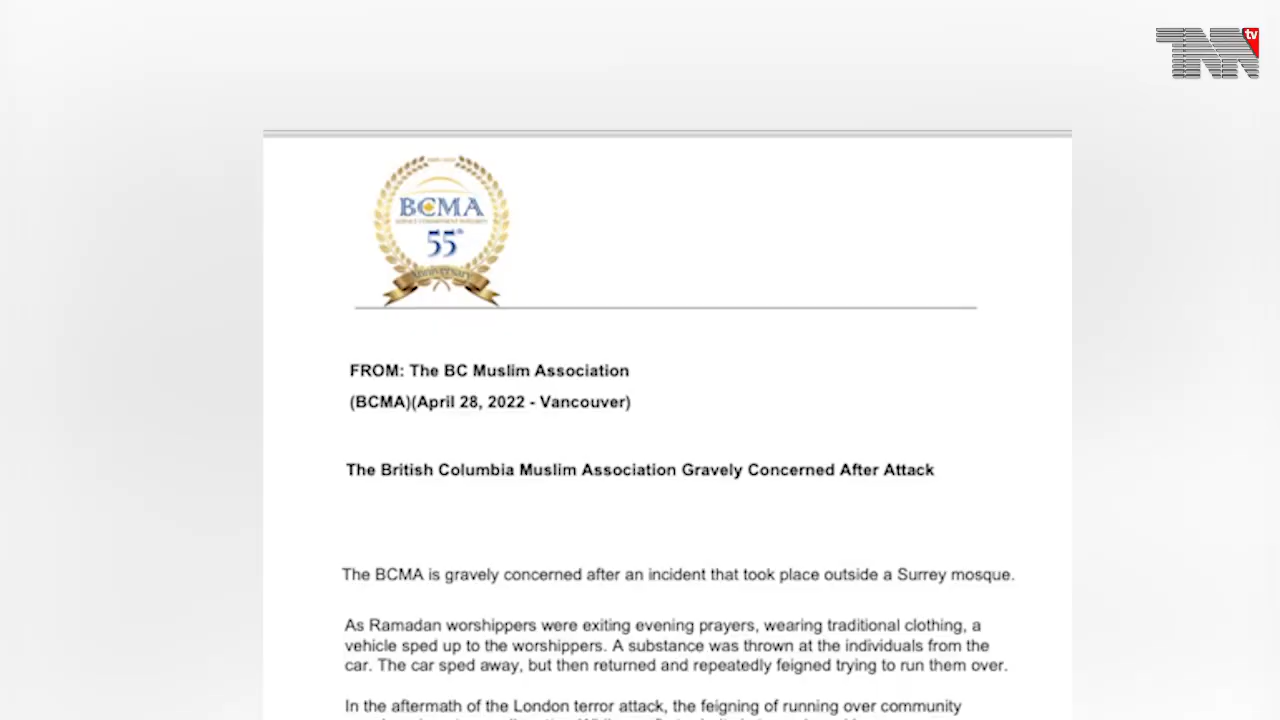 TNN tv
BCMA
55th
Anniversary
FROM: The BC Muslim Association
(BCMA)(April 28, 2022 - Vancouver)
The British Columbia Muslim Association Gravely Concerned After Attack
The BCMA is gravely concerned after an incident that took place outside a Surrey mosque.
As Ramadan worshippers were exiting evening prayers, wearing traditional clothing, a
vehicle sped up to the worshippers. A substance was thrown at the individuals from the
car. The car sped away, but then returned and repeatedly feigned trying to run them over.
In the aftermath of the London terror attack, the feigning of running over community